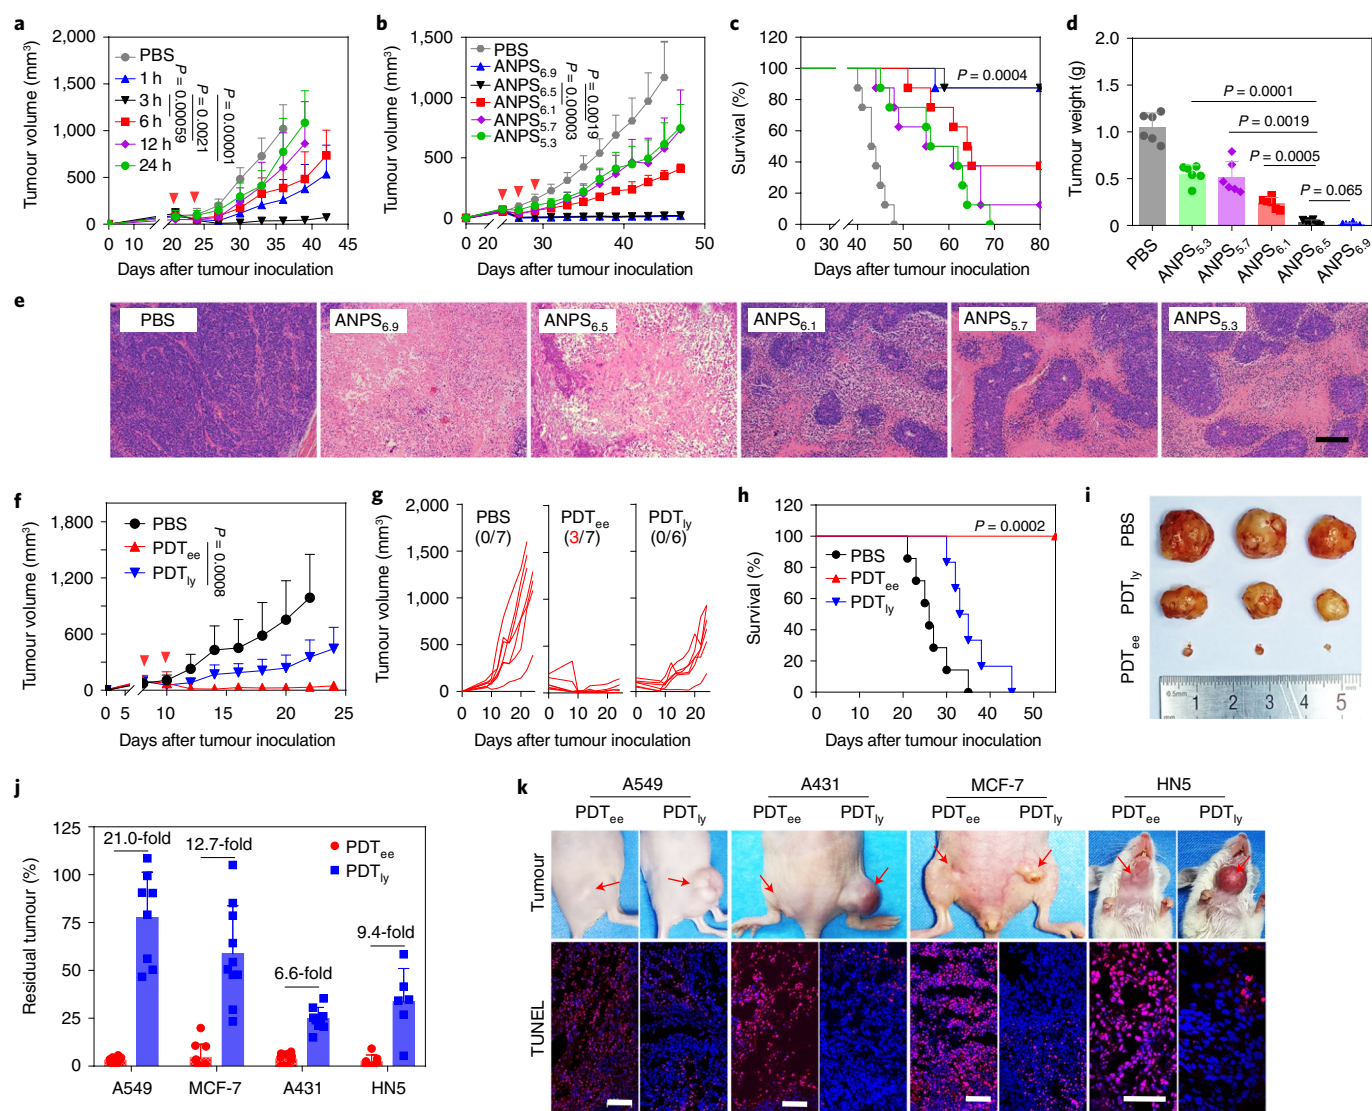 a
Tumour volume (mm³)
2,000
1,500
1,000
500
0
PBS
1 h
3 h
6 h
12 h
24 h
P = 0.00059
P = 0.0021
P = 0.00001
0 10 20 25 30 35 40 45
Days after tumour inoculation
b
Tumour volume (mm³)
1,500
1,000
500
0
PBS
ANPS6.9
ANPS6.5
ANPS6.1
ANPS5.7
ANPS5.3
P = 0.00003
P = 0.0019
0 20 30 40 50
Days after tumour inoculation
c
Survival (%)
120
100
80
60
40
20
0
P = 0.0004
0 30 40 50 60 70 80
Days after tumour inoculation
d
Tumour weight (g)
2.0
1.5
1.0
0.5
0
P = 0.0001
P = 0.0019
P = 0.0005
P = 0.065
PBS ANPS5.3 ANPS5.7 ANPS6.1 ANPS6.5 ANPS6.9
e
PBS ANPS6.9 ANPS6.5 ANPS6.1 ANPS5.7 ANPS5.3
f
Tumour volume (mm³)
1,800
1,400
1,000
600
200
0
PBS
PDTee
PDTly
P = 0.0008
0 5 10 15 20 25
Days after tumour inoculation
g
Tumour volume (mm³)
2,000
1,500
1,000
500
0
PBS PDTee PDTly
(0/7) (3/7) (0/6)
0 10 20 0 10 20 0 10 20
Days after tumour inoculation
h
Survival (%)
120
100
80
60
40
20
0
P = 0.0002
PBS
PDTee
PDTly
0 10 20 30 40 50
Days after tumour inoculation
i
PBS
PDTly
PDTee
0.5mm
mm
1 2 3 4 5
j
Residual tumour (%)
125
100
75
50
25
0
21.0-fold
12.7-fold
6.6-fold
9.4-fold
PDTee
PDTly
A549 MCF-7 A431 HN5
k
A549 A431 MCF-7 HN5
PDTee PDTly PDTee PDTly PDTee PDTly PDTee PDTly
Tumour
TUNEL